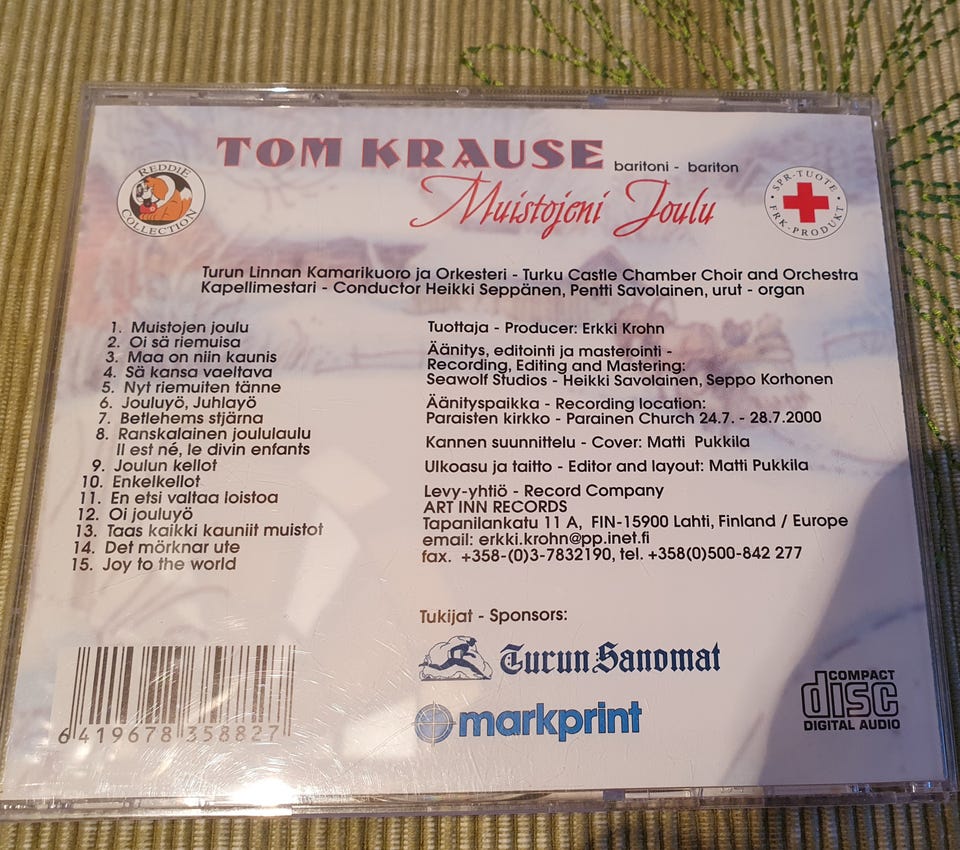 TOM KRAUSE baritoni - bariton
Muistojeni Joulu
REDDIE COLLECTION
SPR-TUOTE · FRK-PRODUKT ·
Turun Linnan Kamarikuoro ja Orkesteri - Turku Castle Chamber Choir and Orchestra
Kapellimestari - Conductor Heikki Seppänen, Pentti Savolainen, urut - organ
1. Muistojen joulu
2. Oi sä riemuisa
3. Maa on niin kaunis
4. Sä kansa vaeltava
5. Nyt riemuiten tänne
6. Jouluyö, Juhlayö
7. Betlehems stjärna
8. Ranskalainen joululaulu
Il est né, le divin enfants
9. Joulun kellot
10. Enkelkellot
11. En etsi valtaa loistoa
12. Oi jouluyö
13. Taas kaikki kauniit muistot
14. Det mörknar ute
15. Joy to the world
Tuottaja - Producer: Erkki Krohn
Äänitys, editointi ja masterointi -
Recording, Editing and Mastering:
Seawolf Studios - Heikki Savolainen, Seppo Korhonen
Äänityspaikka - Recording location:
Paraisten kirkko - Parainen Church 24.7. - 28.7.2000
Kannen suunnittelu - Cover: Matti Pukkila
Ulkoasu ja taitto - Editor and layout: Matti Pukkila
Levy-yhtiö - Record Company
ART INN RECORDS
Tapanilankatu 11 A, FIN-15900 Lahti, Finland / Europe
email: erkki.krohn@pp.inet.fi
fax. +358-(0)3-7832190, tel. +358(0)500-842 277
Tukijat - Sponsors:
Turun Sanomat
markprint
6 419678 358827
COMPACT
disc
DIGITAL AUDIO